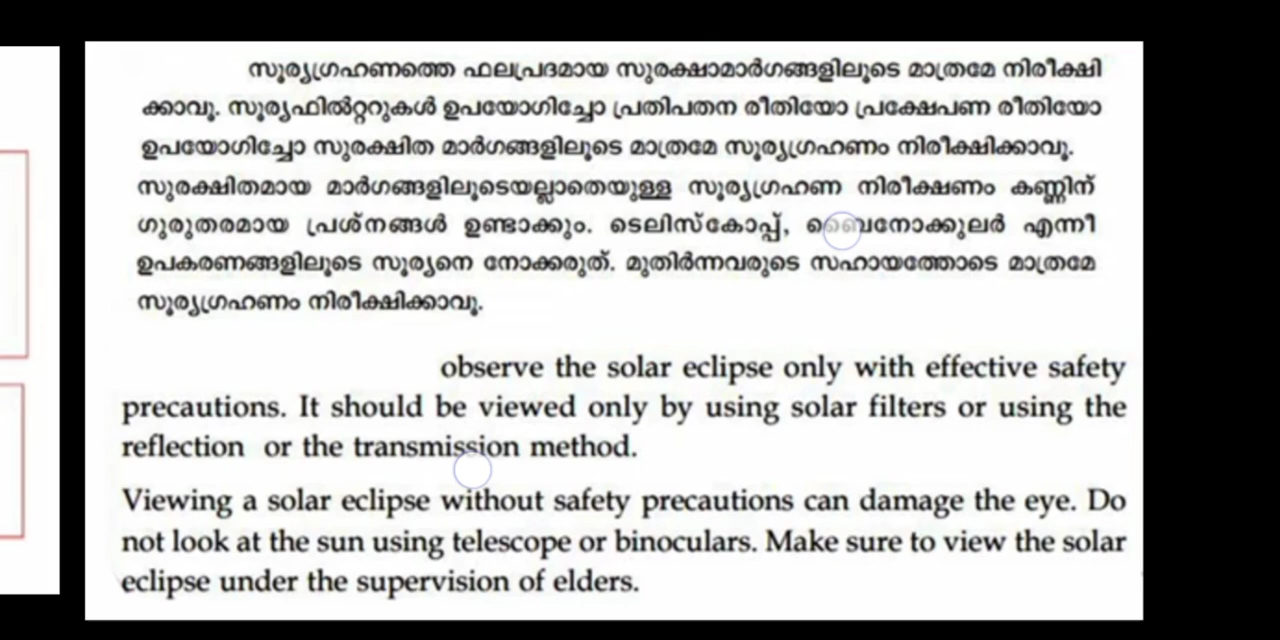 സൂര്യഗ്രഹണത്തെ ഫലപ്രദമായ സുരക്ഷാമാർഗങ്ങളിലൂടെ മാത്രമേ നിരീക്ഷി
ക്കാവൂ. സൂര്യഫിൽറ്ററുകൾ ഉപയോഗിച്ചോ പ്രതിപതന രീതിയോ പ്രക്ഷേപണ രീതിയോ
ഉപയോഗിച്ചോ സുരക്ഷിത മാർഗങ്ങളിലൂടെ മാത്രമേ സൂര്യഗ്രഹണം നിരീക്ഷിക്കാവൂ.
സുരക്ഷിതമായ മാർഗങ്ങളിലൂടെയല്ലാതെയുള്ള സൂര്യഗ്രഹണ നിരീക്ഷണം കണ്ണിന്
ഗുരുതരമായ പ്രശ്നങ്ങൾ ഉണ്ടാക്കും. ടെലിസ്കോപ്പ്, ബൈനോക്കുലർ എന്നീ
ഉപകരണങ്ങളിലൂടെ സൂര്യനെ നോക്കരുത്. മുതിർന്നവരുടെ സഹായത്തോടെ മാത്രമേ
സൂര്യഗ്രഹണം നിരീക്ഷിക്കാവൂ.
observe the solar eclipse only with effective safety
precautions. It should be viewed only by using solar filters or using the
reflection or the transmission method.
Viewing a solar eclipse without safety precautions can damage the eye. Do
not look at the sun using telescope or binoculars. Make sure to view the solar
eclipse under the supervision of elders.